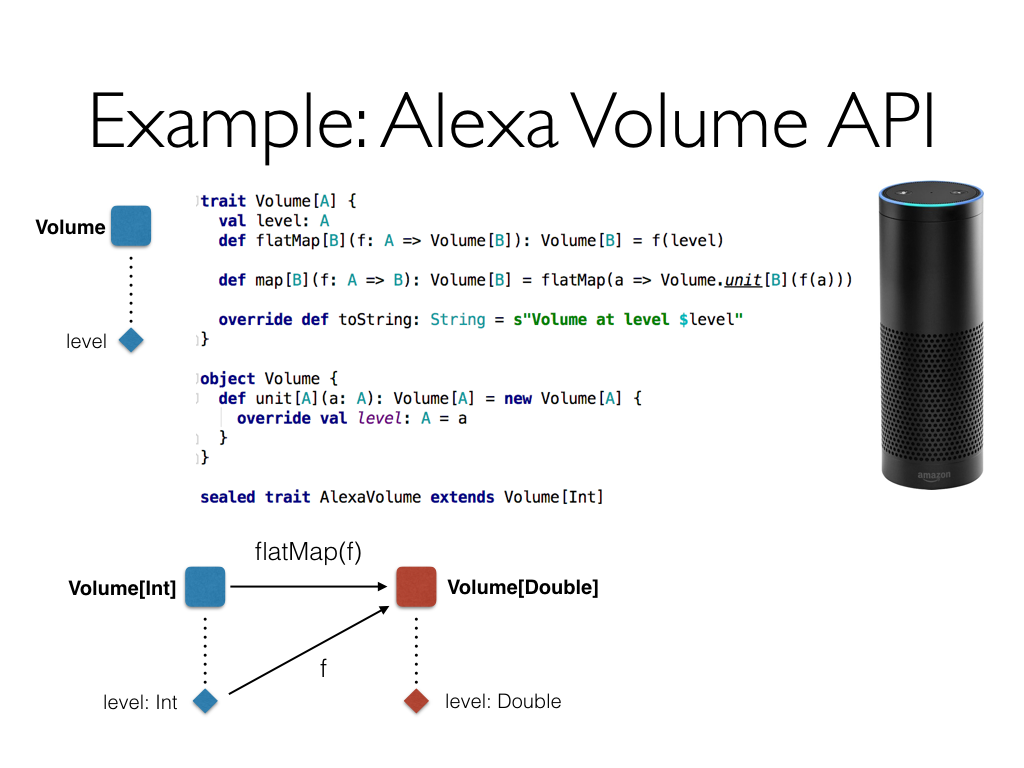 Example: Alexa Volume API
Volume
level
trait Volume[A] {
  val level: A
  def flatMap[B](f: A => Volume[B]): Volume[B] = f(level)
  def map[B](f: A => B): Volume[B] = flatMap(a => Volume.unit[B](f(a)))
  override def toString: String = s"Volume at level $level"
}
object Volume {
  def unit[A](a: A): Volume[A] = new Volume[A] {
    override val level: A = a
  }
}
sealed trait AlexaVolume extends Volume[Int]
amazon
flatMap(f)
Volume[Int]
Volume[Double]
f
level: Int
level: Double